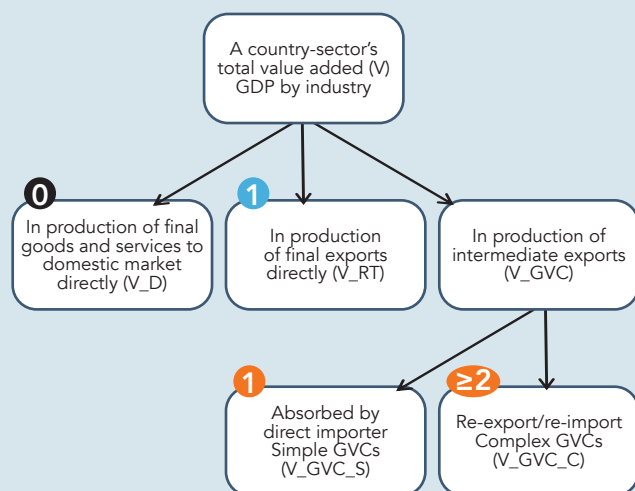 A country-sector's
total value added (V)
GDP by industry
0
In production of final
goods and services to
domestic market
directly (V_D)
1
In production
of final exports
directly (V_RT)
In production of
intermediate exports
(V_GVC)
1
Absorbed by
direct importer
Simple GVCs
(V_GVC_S)
≥2
Re-export/re-import
Complex GVCs
(V_GVC_C)